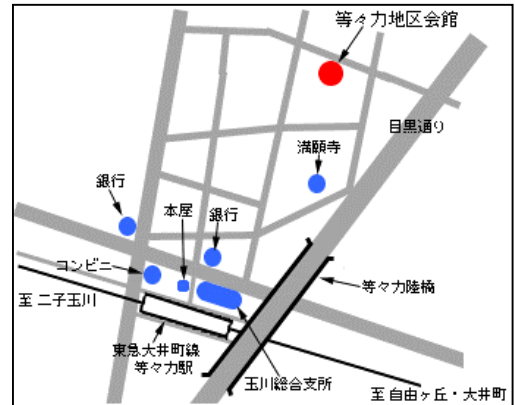 等々力地区会館
目黒通り
満願寺
銀行
本屋
銀行
コンビニ
等々力陸橋
至 二子玉川
東急大井町線
等々力駅
玉川総合支所
至 自由ヶ丘・大井町